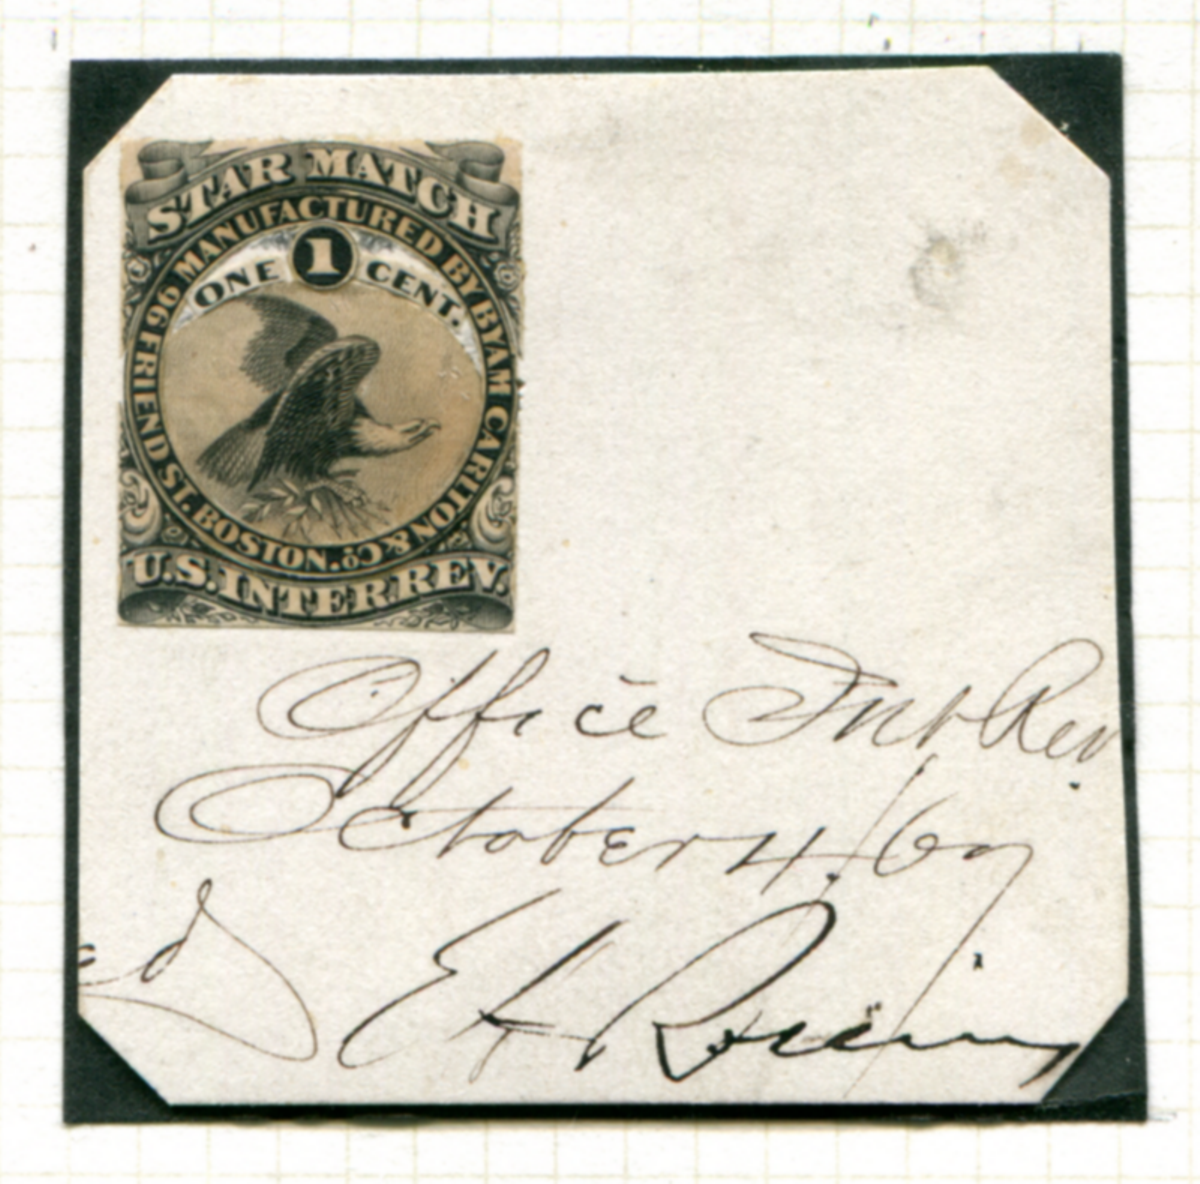 STAR MATCH
MANUFACTURED BY BYAM CARLTON & Co. 96 FRIEND ST. BOSTON.
ONE 1 CENT.
U.S. INTER. REV.
Office Int Rev
October 4, / 69
ed
E H